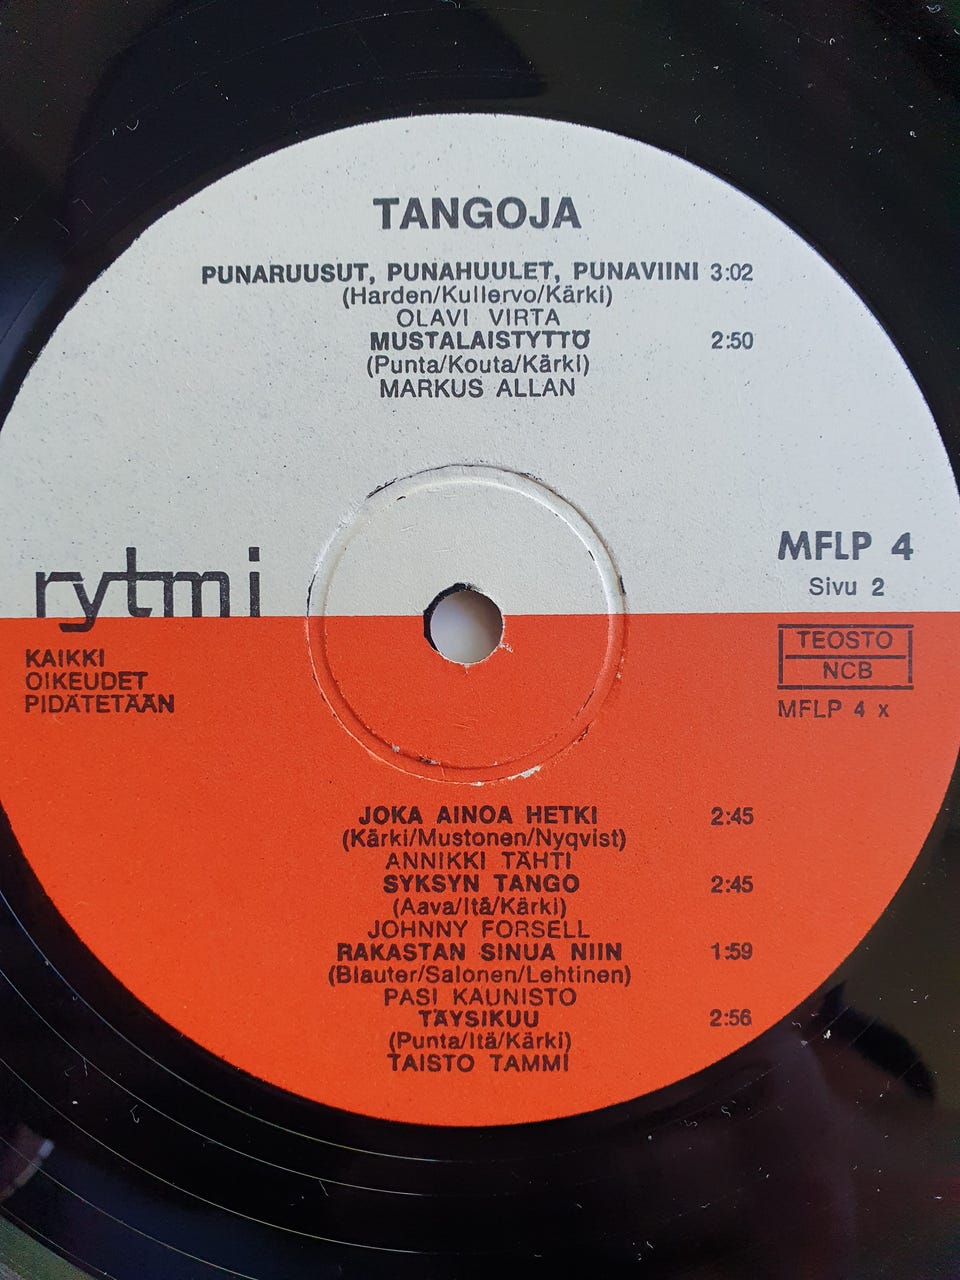 TANGOJA
PUNARUUSUT, PUNAHUULET, PUNAVIINI 3:02
(Harden/Kullervo/Kärki)
OLAVI VIRTA
MUSTALAISTYTTÖ 2:50
(Punta/Kouta/Kärki)
MARKUS ALLAN
MFLP 4
Sivu 2
rytmi
KAIKKI
OIKEUDET
PIDÄTETÄÄN
TEOSTO
NCB
MFLP 4 x
JOKA AINOA HETKI 2:45
(Kärki/Mustonen/Nyqvist)
ANNIKKI TÄHTI
SYKSYN TANGO 2:45
(Aava/Itä/Kärki)
JOHNNY FORSELL
RAKASTAN SINUA NIIN 1:59
(Blauter/Salonen/Lehtinen)
PASI KAUNISTO
TÄYSIKUU 2:56
(Punta/Itä/Kärki)
TAISTO TAMMI